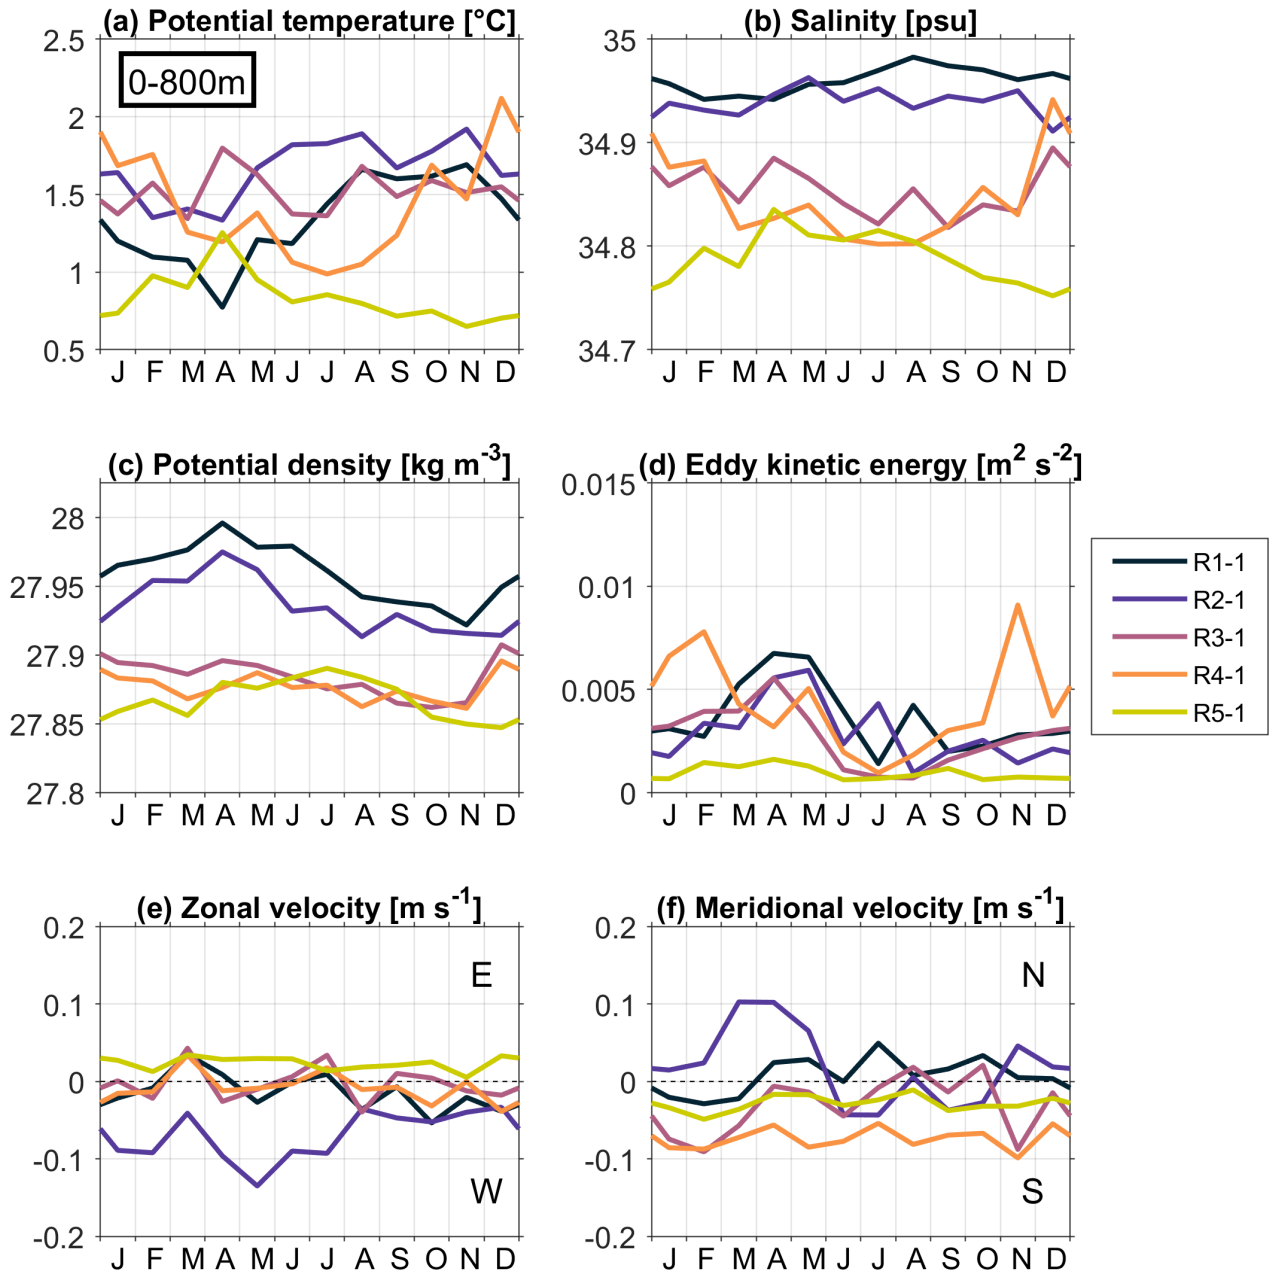 (a) Potential temperature [°C]
0-800m
2.5
2
1.5
1
0.5
J F M A M J J A S O N D
(b) Salinity [psu]
35
34.9
34.8
34.7
J F M A M J J A S O N D
(c) Potential density [kg m-3]
28
27.95
27.9
27.85
27.8
J F M A M J J A S O N D
(d) Eddy kinetic energy [m2 s-2]
0.015
0.01
0.005
0
J F M A M J J A S O N D
R1-1
R2-1
R3-1
R4-1
R5-1
(e) Zonal velocity [m s-1]
0.2
0.1
0
-0.1
-0.2
E
W
J F M A M J J A S O N D
(f) Meridional velocity [m s-1]
0.2
0.1
0
-0.1
-0.2
N
S
J F M A M J J A S O N D